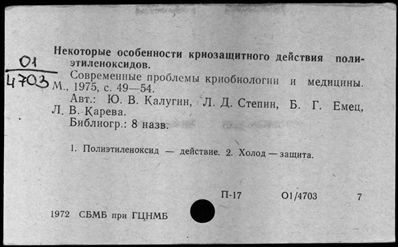 01
4703
Некоторые особенности криозащитного действия поли-
этиленоксидов.
Современные проблемы криобиологии и медицины.
М., 1975, с. 49—54.
Авт.: Ю. В. Калугин, Л. Д. Степин, Б. Г. Емец,
Л. В. Карева.
Библиогр.: 8 назв.
1. Полиэтиленоксид — действие. 2. Холод — защита.
П-17 О1/4703 7
1972 СБМБ при ГЦНМБ